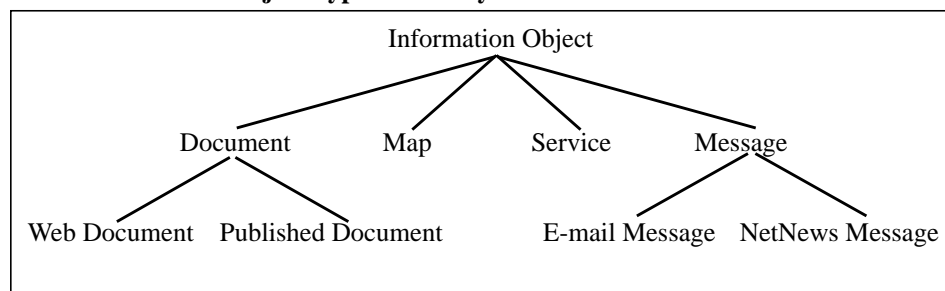 Information Object
Document Map Service Message
Web Document Published Document E-mail Message NetNews Message